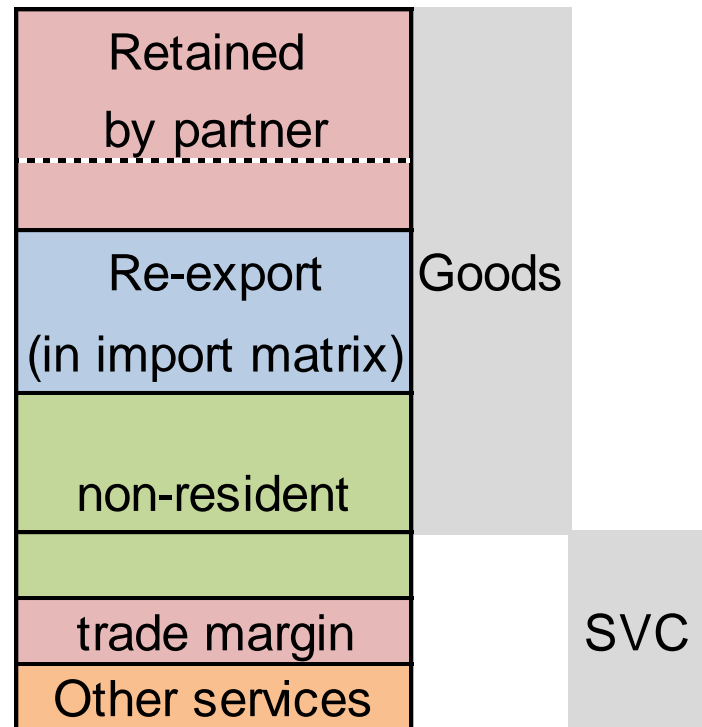 Retained
by partner
Re-export
Goods
(in import matrix)
non-resident
trade margin
SVC
Other services